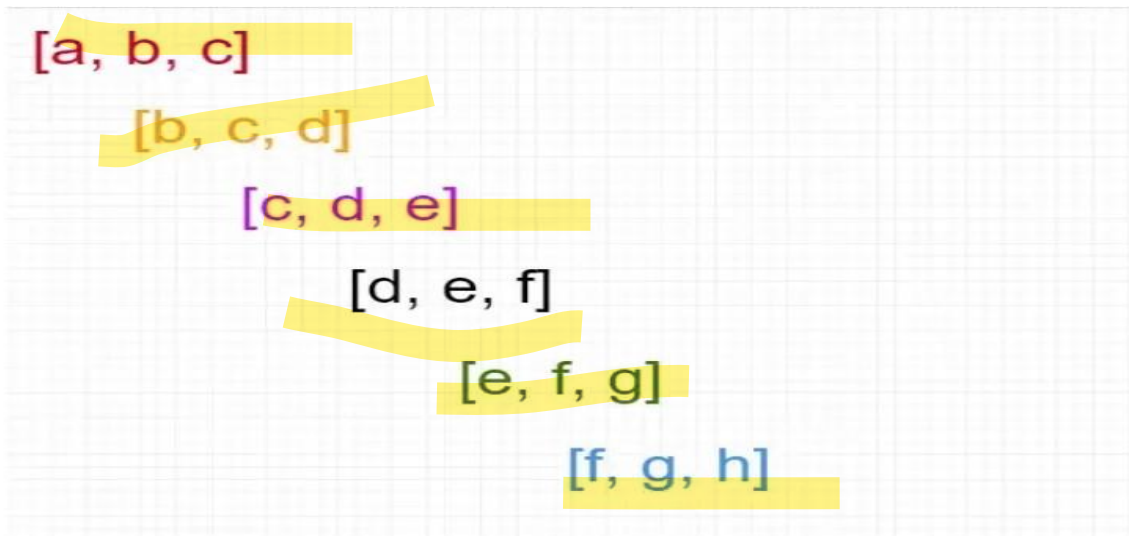 [a, b, c]
[b, c, d]
[c, d, e]
[d, e, f]
[e, f, g]
[f, g, h]